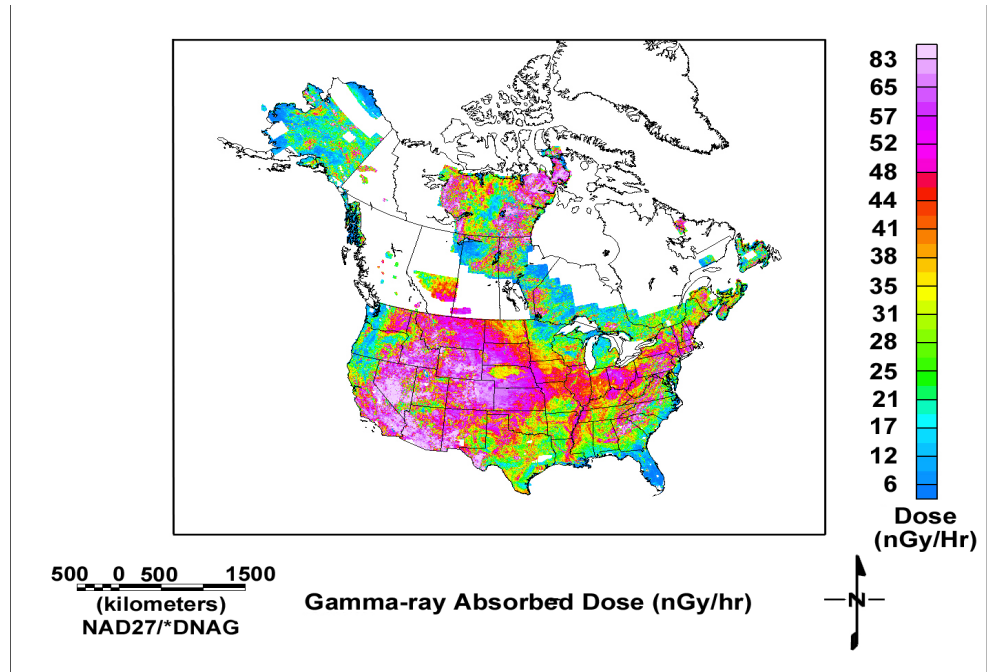 83
65
57
52
48
44
41
38
35
31
28
25
21
17
12
6
Dose
(nGy/Hr)
500 0 500 1500
(kilometers)
NAD27/*DNAG
Gamma-ray Absorbed Dose (nGy/hr)
N